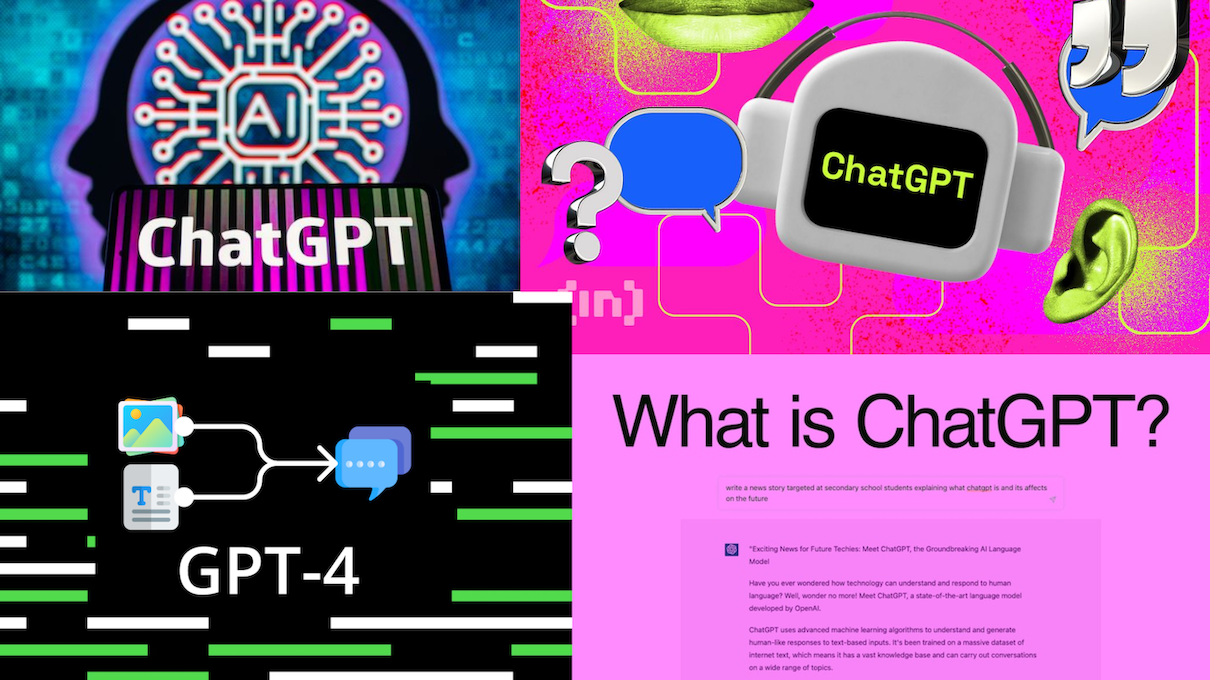 AI
ChatGPT
ChatGPT
?
”
(in)
T
GPT-4
What is ChatGPT?
write a news story targeted at secondary school students explaining what chatgpt is and its affects
on the future
"Exciting News for Future Techies: Meet ChatGPT, the Groundbreaking AI Language
Model
Have you ever wondered how technology can understand and respond to human
language? Well, wonder no more! Meet ChatGPT, a state-of-the-art language model
developed by OpenAI.
ChatGPT uses advanced machine learning algorithms to understand and generate
human-like responses to text-based inputs. It's been trained on a massive dataset of
internet text, which means it has a vast knowledge base and can carry out conversations
on a wide range of topics.